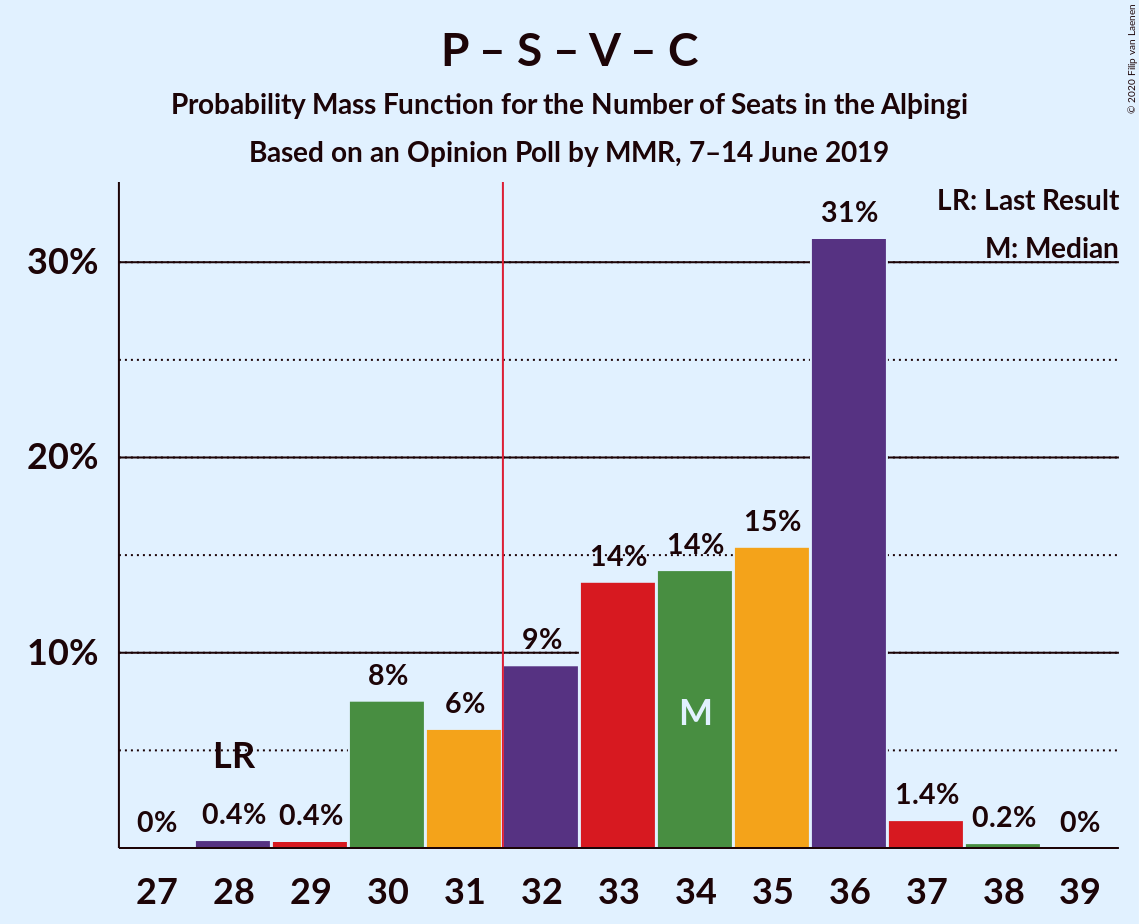 P – S – V – C
Probability Mass Function for the Number of Seats in the Alþingi
Based on an Opinion Poll by MMR, 7–14 June 2019
© 2020 Filip van Laenen
LR: Last Result
M: Median
30%
20%
10%
0%
0.4%
0.4%
8%
6%
9%
14%
14%
15%
31%
1.4%
0.2%
0%
LR
M
27 28 29 30 31 32 33 34 35 36 37 38 39